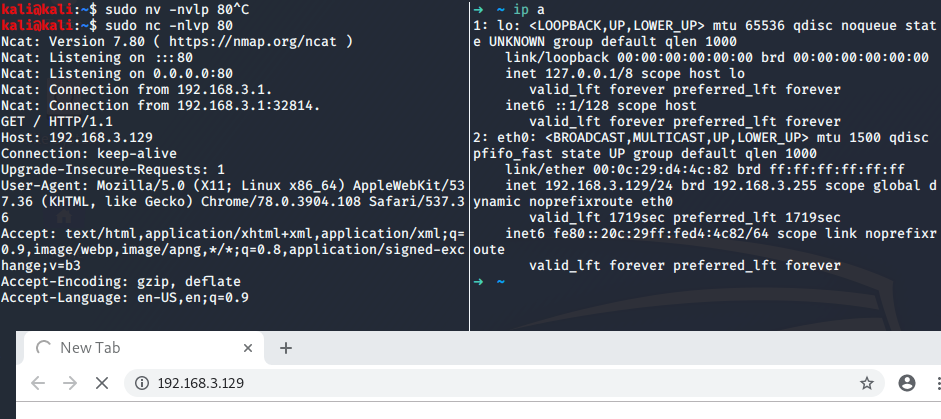 kali@kali:~$ sudo nv -nvlp 80^C
kali@kali:~$ sudo nc -nlvp 80
Ncat: Version 7.80 ( https://nmap.org/ncat )
Ncat: Listening on :::80
Ncat: Listening on 0.0.0.0:80
Ncat: Connection from 192.168.3.1.
Ncat: Connection from 192.168.3.1:32814.
GET / HTTP/1.1
Host: 192.168.3.129
Connection: keep-alive
Upgrade-Insecure-Requests: 1
User-Agent: Mozilla/5.0 (X11; Linux x86_64) AppleWebKit/53
7.36 (KHTML, like Gecko) Chrome/78.0.3904.108 Safari/537.3
6
Accept: text/html,application/xhtml+xml,application/xml;q=
0.9,image/webp,image/apng,*/*;q=0.8,application/signed-exc
hange;v=b3
Accept-Encoding: gzip, deflate
Accept-Language: en-US,en;q=0.9
→ ~ ip a
1: lo: <LOOPBACK,UP,LOWER_UP> mtu 65536 qdisc noqueue stat
e UNKNOWN group default qlen 1000
link/loopback 00:00:00:00:00:00 brd 00:00:00:00:00:00
inet 127.0.0.1/8 scope host lo
valid_lft forever preferred_lft forever
inet6 ::1/128 scope host
valid_lft forever preferred_lft forever
2: eth0: <BROADCAST,MULTICAST,UP,LOWER_UP> mtu 1500 qdisc
pfifo_fast state UP group default qlen 1000
link/ether 00:0c:29:d4:4c:82 brd ff:ff:ff:ff:ff:ff
inet 192.168.3.129/24 brd 192.168.3.255 scope global d
ynamic noprefixroute eth0
valid_lft 1719sec preferred_lft 1719sec
inet6 fe80::20c:29ff:fed4:4c82/64 scope link noprefixr
oute
valid_lft forever preferred_lft forever
→ ~
New Tab
192.168.3.129